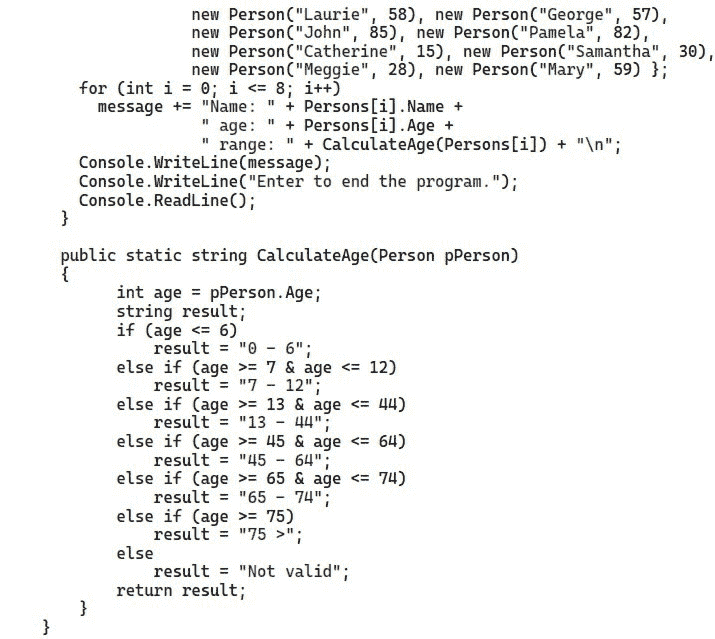 new Person("Laurie", 58), new Person("George", 57),
new Person("John", 85), new Person("Pamela", 82),
new Person("Catherine", 15), new Person("Samantha", 30),
new Person("Meggie", 28), new Person("Mary", 59) };
for (int i = 0; i <= 8; i++)
message += "Name: " + Persons[i].Name +
" age: " + Persons[i].Age +
" range: " + CalculateAge(Persons[i]) + "\n";
Console.WriteLine(message);
Console.WriteLine("Enter to end the program.");
Console.ReadLine();
}
public static string CalculateAge(Person pPerson)
{
int age = pPerson.Age;
string result;
if (age <= 6)
result = "0 - 6";
else if (age >= 7 & age <= 12)
result = "7 - 12";
else if (age >= 13 & age <= 44)
result = "13 - 44";
else if (age >= 45 & age <= 64)
result = "45 - 64";
else if (age >= 65 & age <= 74)
result = "65 - 74";
else if (age >= 75)
result = "75 >";
else
result = "Not valid";
return result;
}
}